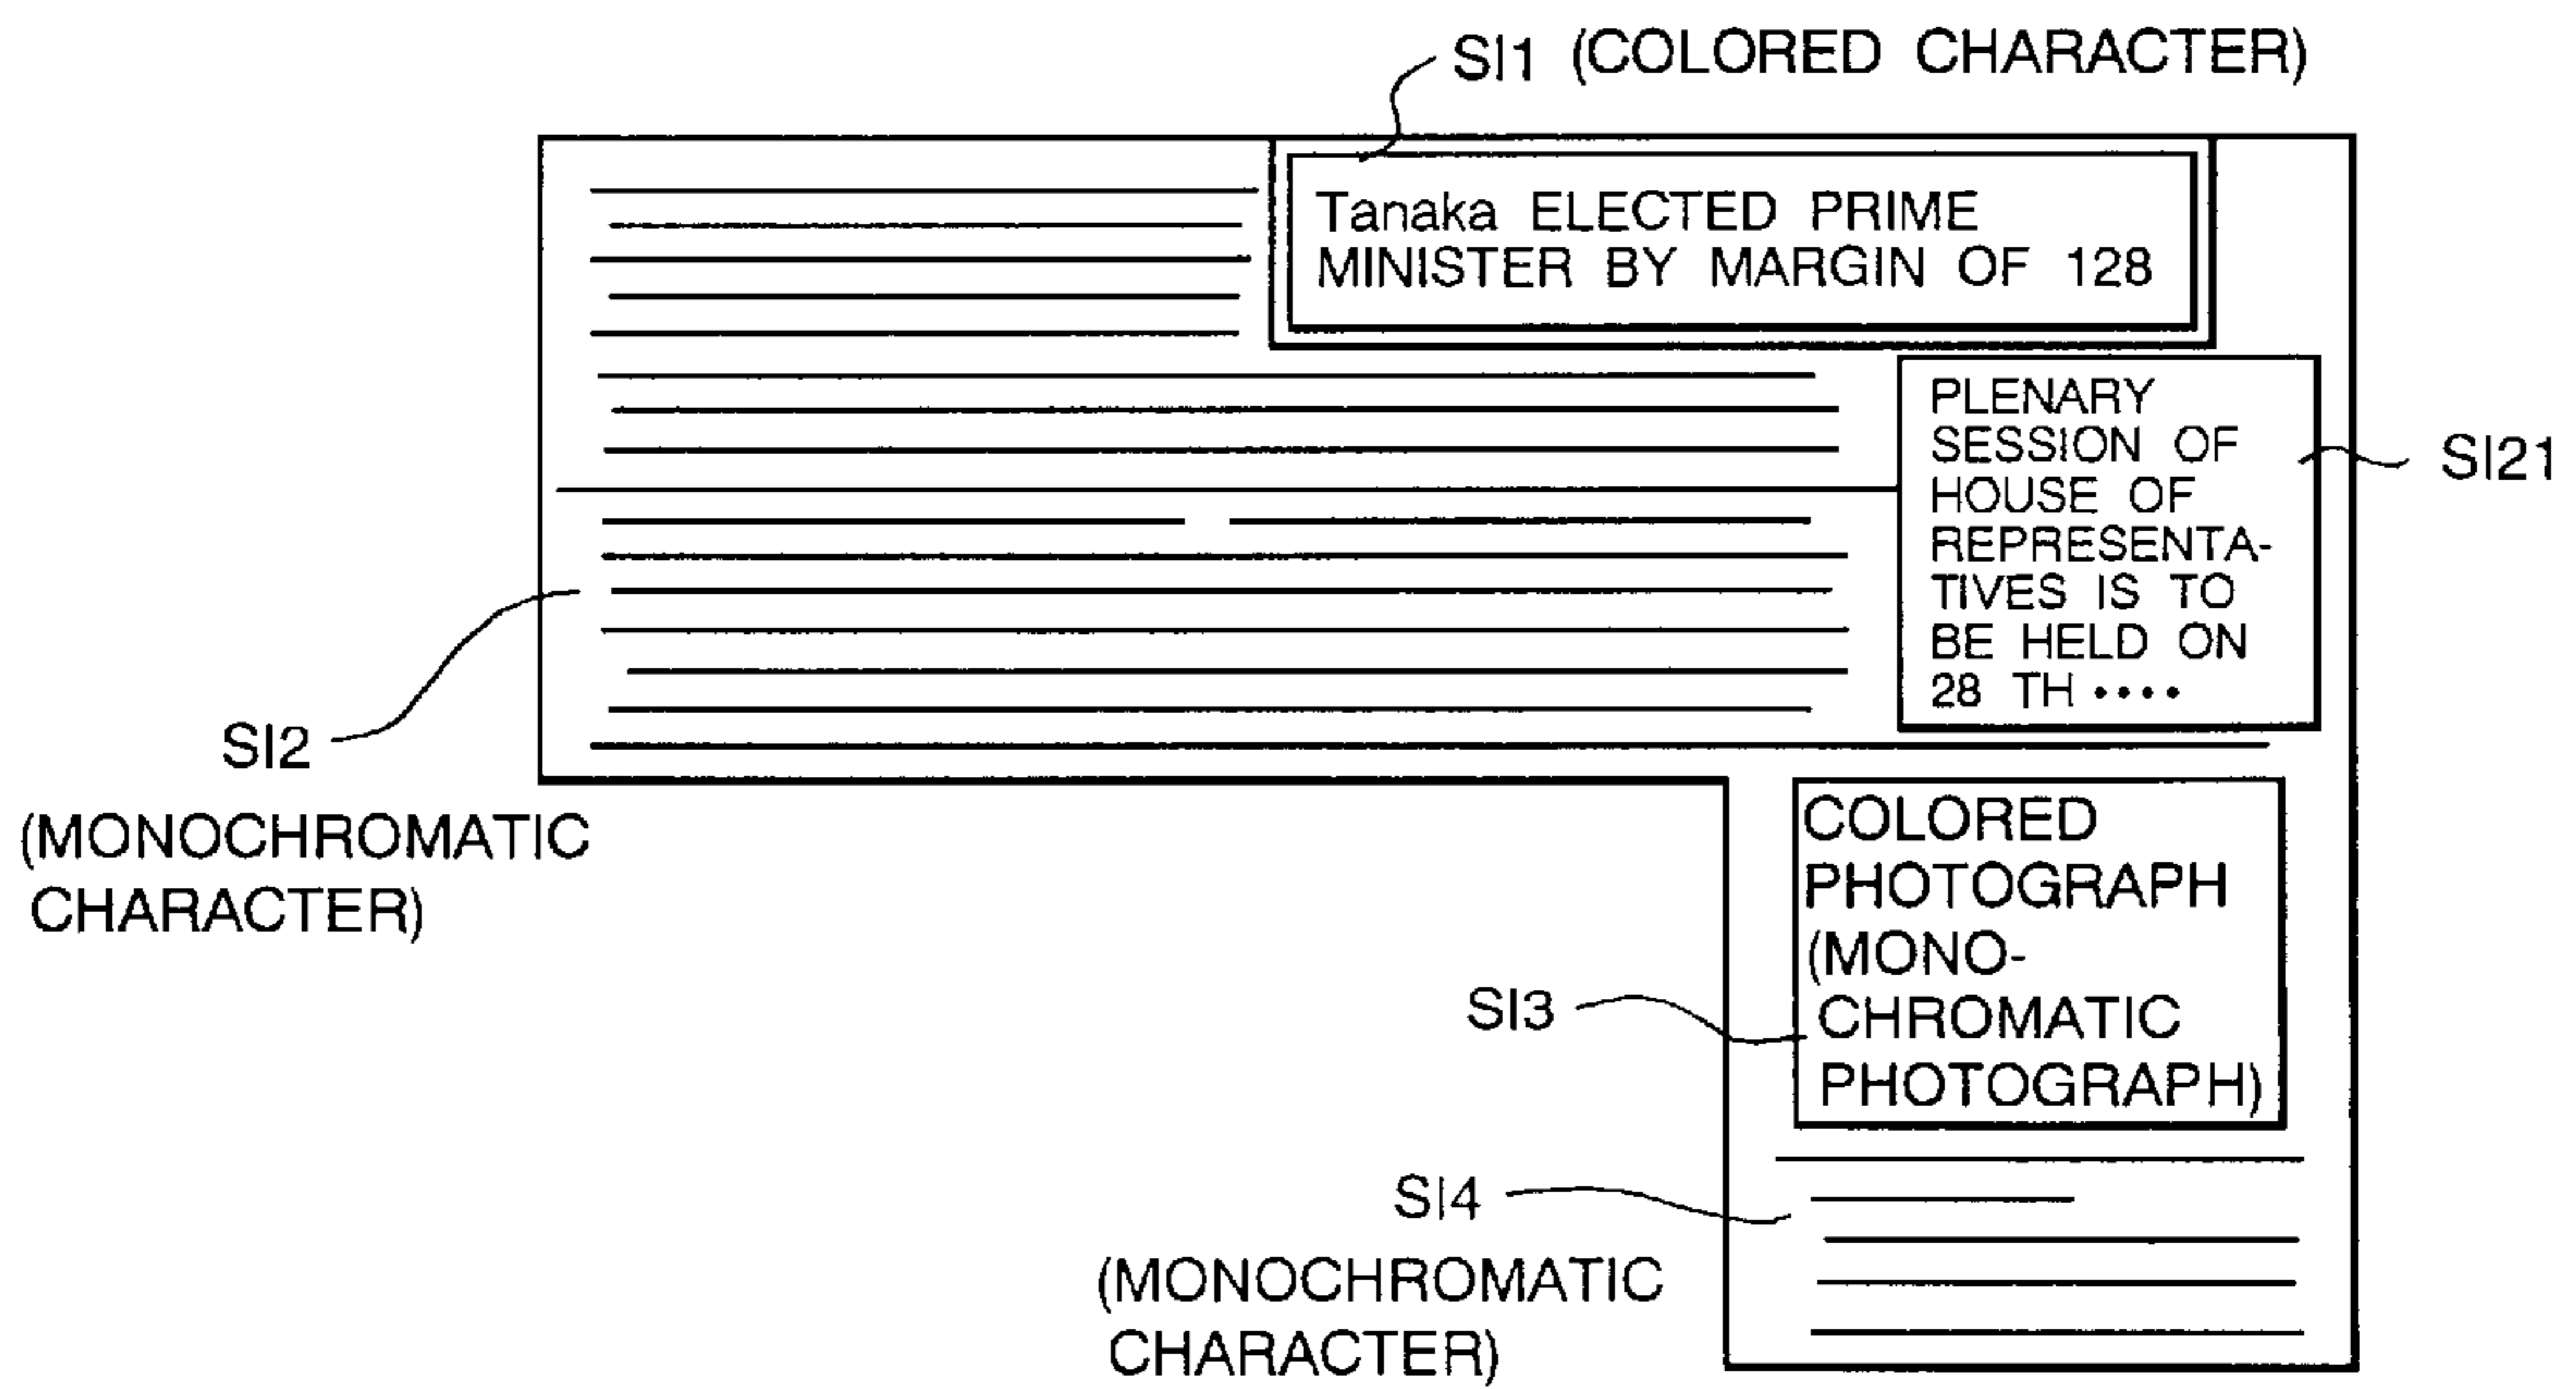 SI1 (COLORED CHARACTER)
Tanaka ELECTED PRIME
MINISTER BY MARGIN OF 128
PLENARY
SESSION OF
HOUSE OF
REPRESENTA-
TIVES IS TO
BE HELD ON
28 TH ••••
SI21
SI2
(MONOCHROMATIC
CHARACTER)
COLORED
PHOTOGRAPH
(MONO-
CHROMATIC
PHOTOGRAPH)
SI3
SI4
(MONOCHROMATIC
CHARACTER)